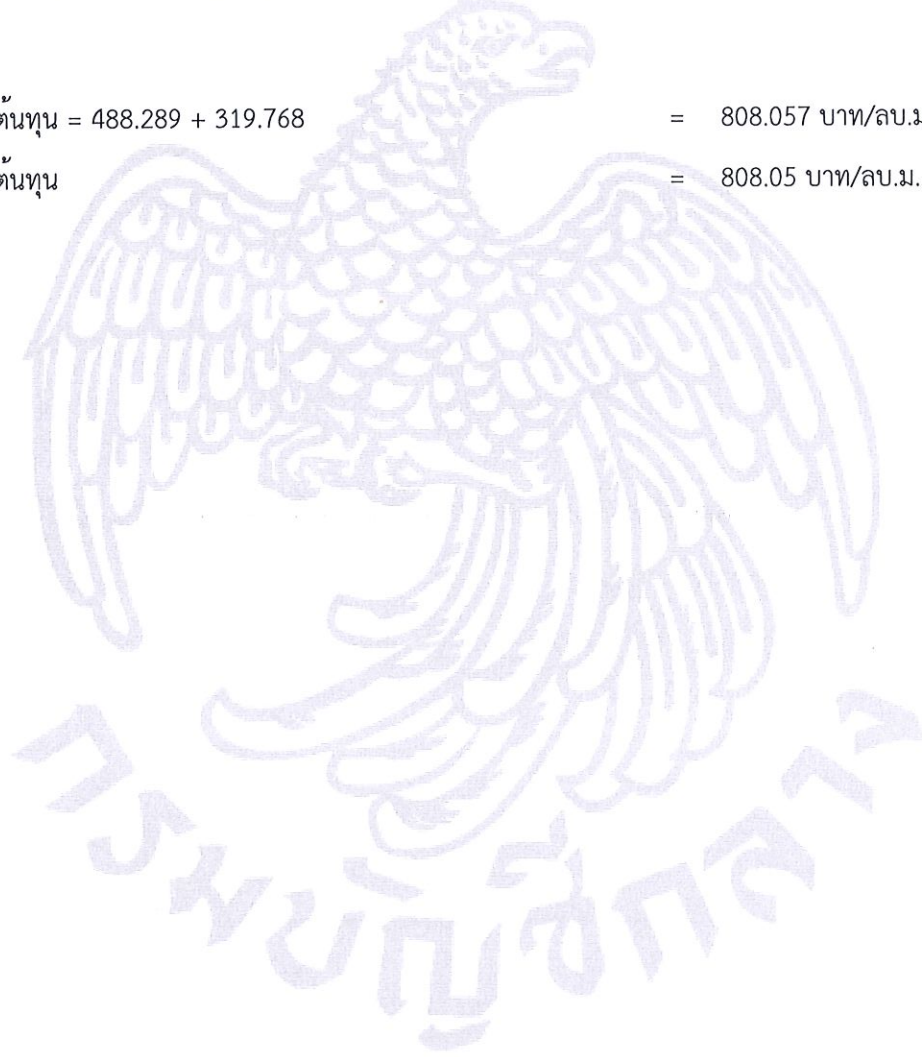 ต้นทุน = 488.289 + 319.768 = 808.057 บาท/ลบ.ม
ต้นทุน = 808.05 บาท/ลบ.ม.
กรมบัญชีกลาง